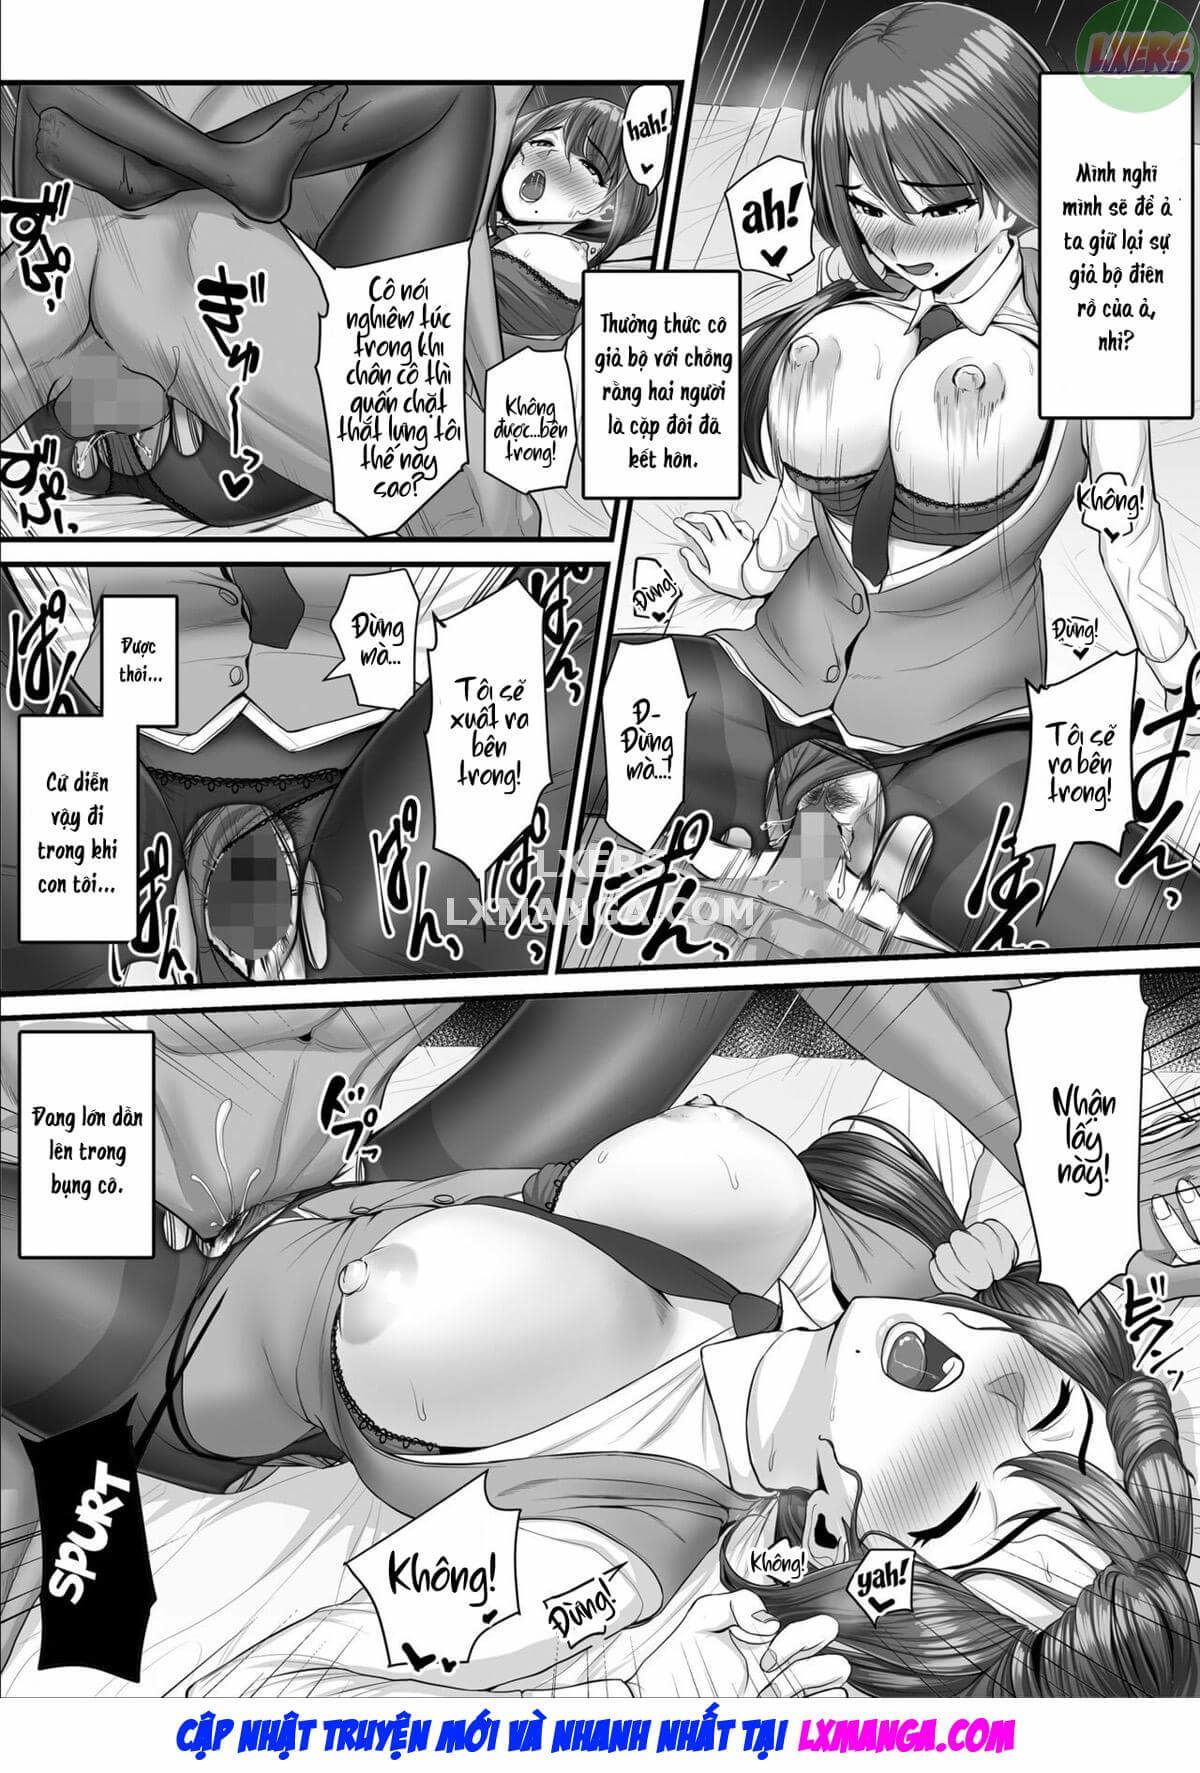 LXERS
Mình nghĩ
mình sẽ để ả
ta giữ lại sự
giả bộ điên
rồ của ả,
nhỉ?
ah!
hah!
Thưởng thức cô
giả bộ với chồng
rằng hai người
là cặp đôi đã
kết hôn.
Không
được...bên
trong!
Cô nói
nghiêm túc
trong khi
chân cô thì
quấn chặt
thắt lưng tôi
thế này
sao?
Không!
Đừng!
Đừng!
Tôi sẽ
ra bên
trong!
Đ-
Đừng
mà...!
Tôi sẽ
xuất ra
bên
trong!
Đừng
mà...
Được
thôi...
Cứ diễn
vậy đi
trong khi
con tôi...
LXERS
LXMANGA.COM
Nhận
lấy
này!
Đang lớn dần
lên trong
bụng cô.
SPURT
Không!
Đừng!
Không!
yah!
CẬP NHẬT TRUYỆN MỚI VÀ NHANH NHẤT TẠI LXMANGA.COM